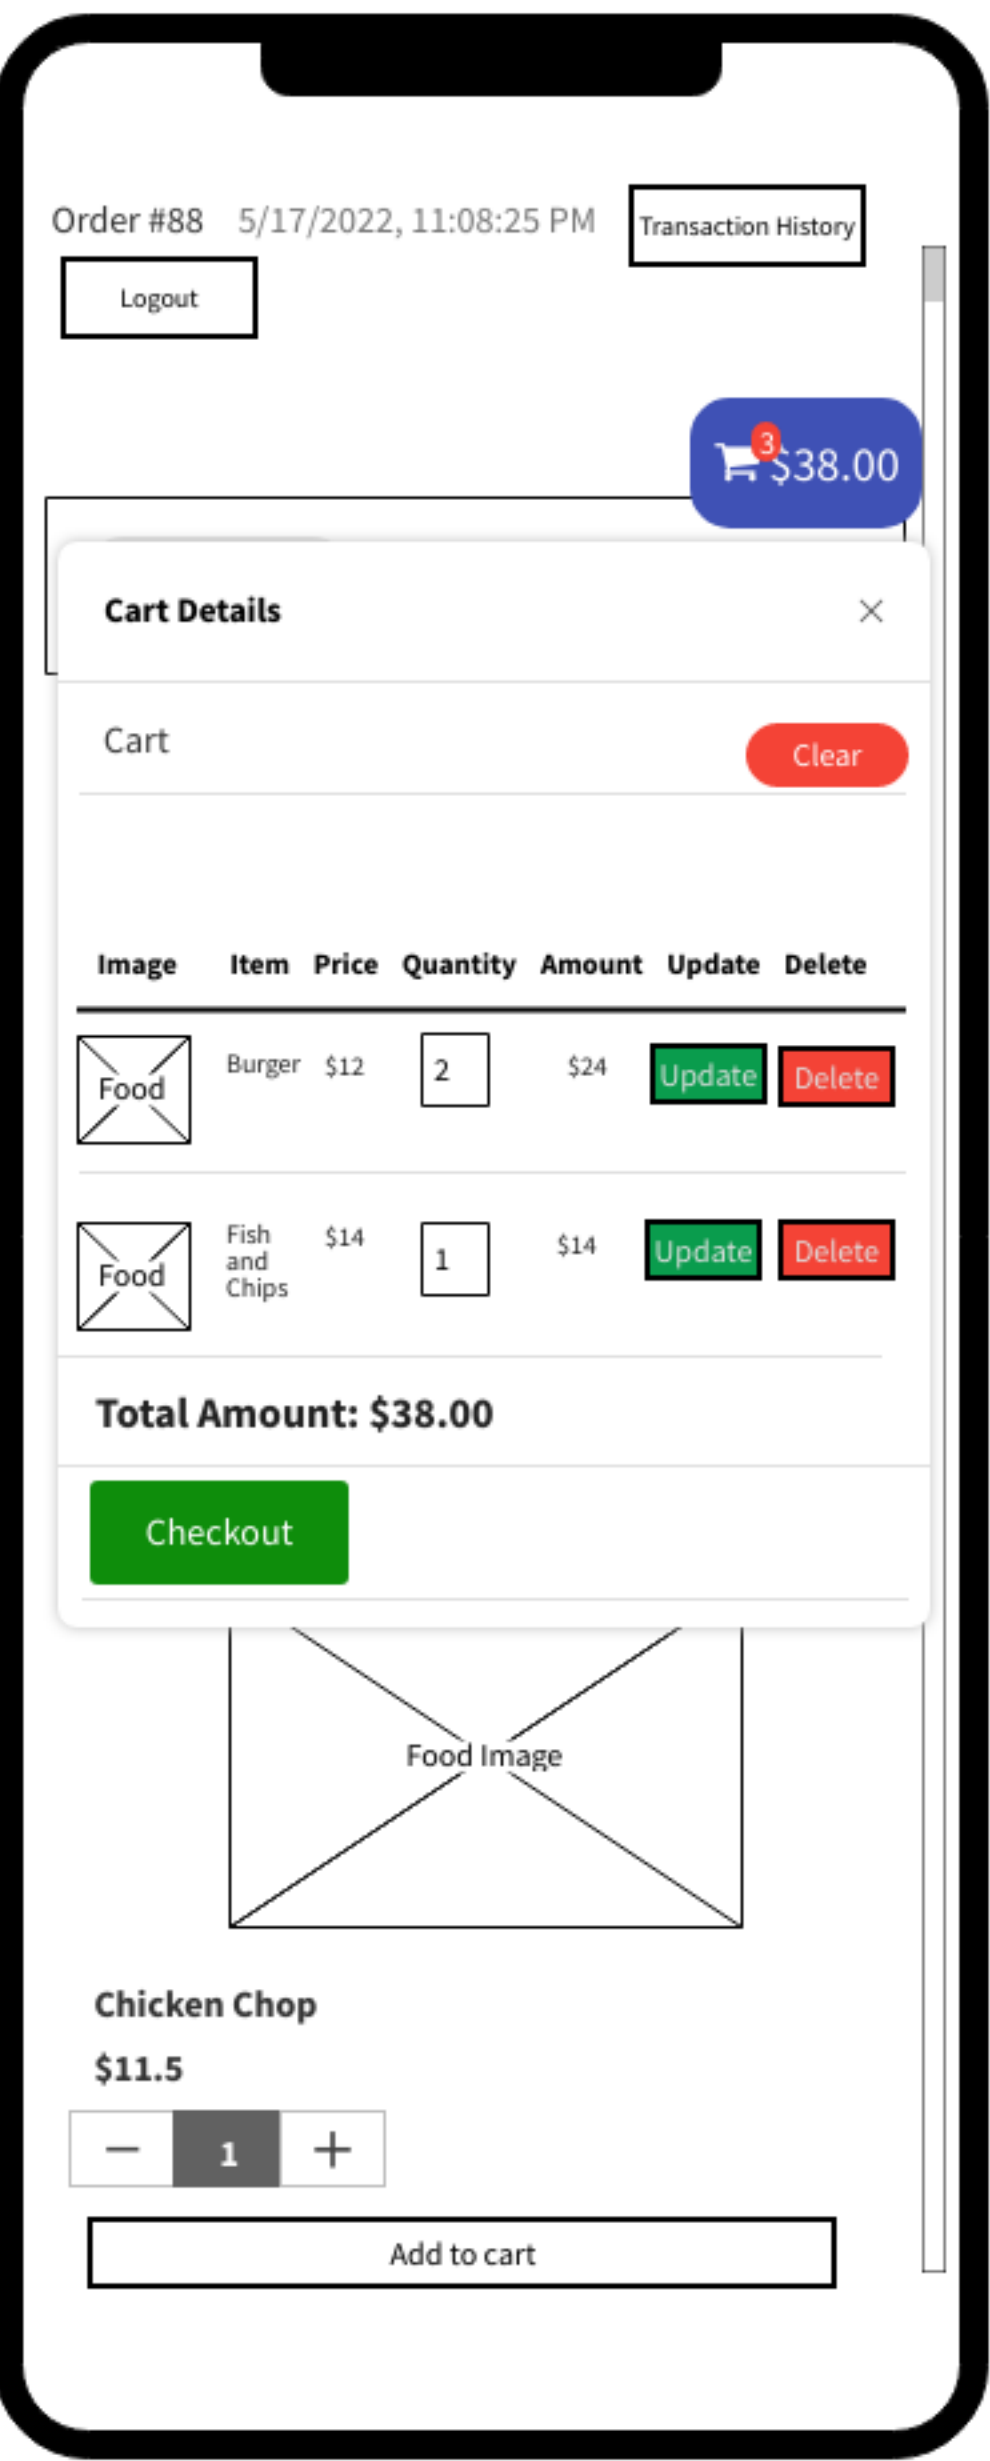 Order #88 5/17/2022, 11:08:25 PM Transaction History
Logout
3 $38.00
Cart Details
Cart Clear
Image Item Price Quantity Amount Update Delete
Food Burger $12 2 $24 Update Delete
Food Fish and Chips $14 1 $14 Update Delete
Total Amount: $38.00
Checkout
Food Image
Chicken Chop
$11.5
− 1 +
Add to cart